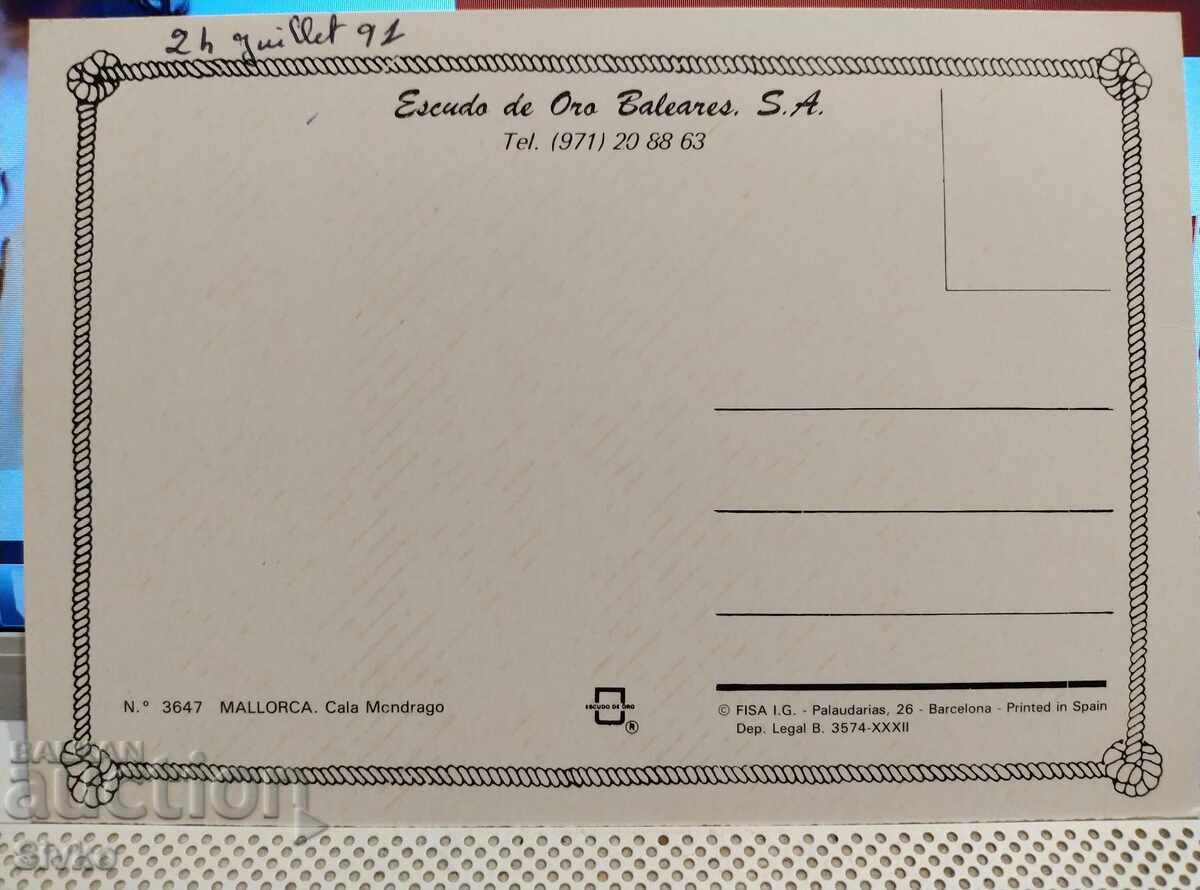 24 juillet 91
Escudo de Oro Baleares, S.A.
Tel. (971) 20 88 63
N.º 3647 MALLORCA. Cala Mondrago
ESCUDO DE ORO
®
© FISA I.G. - Palaudarias, 26 - Barcelona - Printed in Spain
Dep. Legal B. 3574-XXXII
BALKAN
auction
Sivko